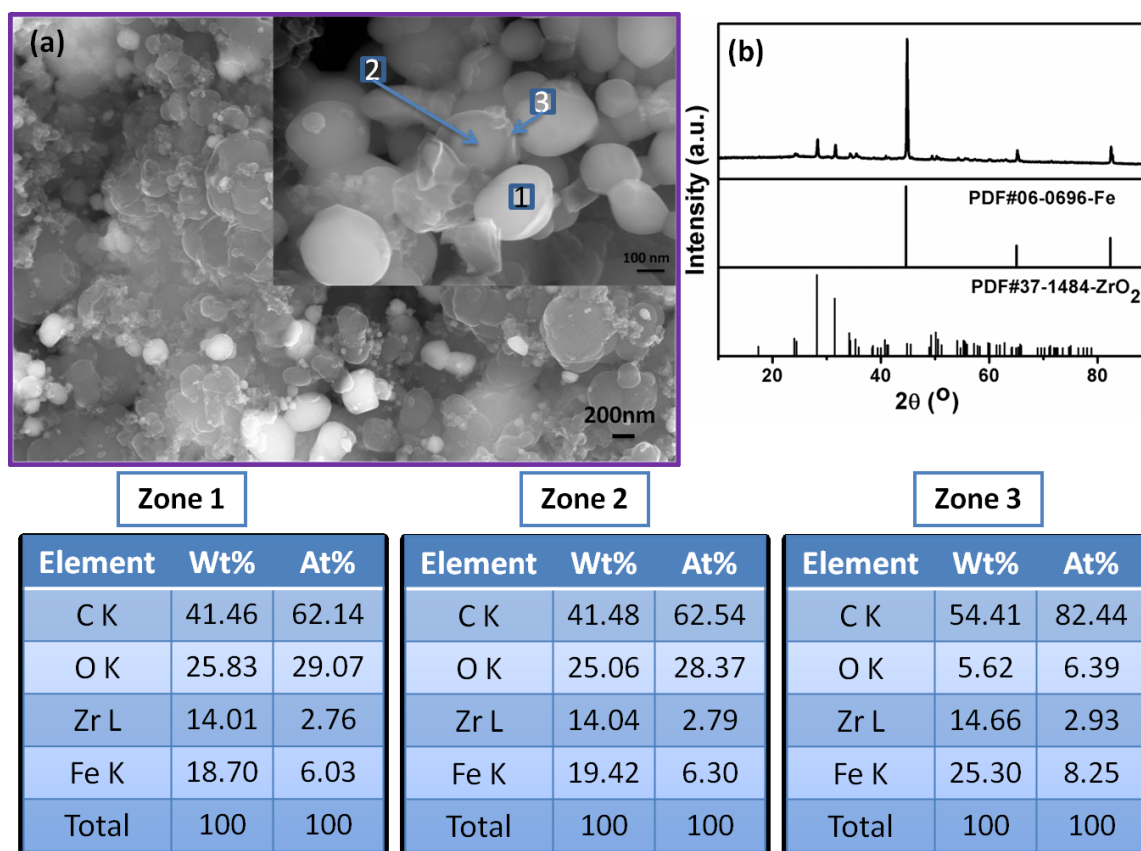 (a)
2
3
1
100 nm
200nm
(b)
Intensity (a.u.)
PDF#06-0696-Fe
PDF#37-1484-ZrO2
20 40 60 80
2θ (O)
Zone 1
Element Wt% At%
C K 41.46 62.14
O K 25.83 29.07
Zr L 14.01 2.76
Fe K 18.70 6.03
Total 100 100
Zone 2
Element Wt% At%
C K 41.48 62.54
O K 25.06 28.37
Zr L 14.04 2.79
Fe K 19.42 6.30
Total 100 100
Zone 3
Element Wt% At%
C K 54.41 82.44
O K 5.62 6.39
Zr L 14.66 2.93
Fe K 25.30 8.25
Total 100 100